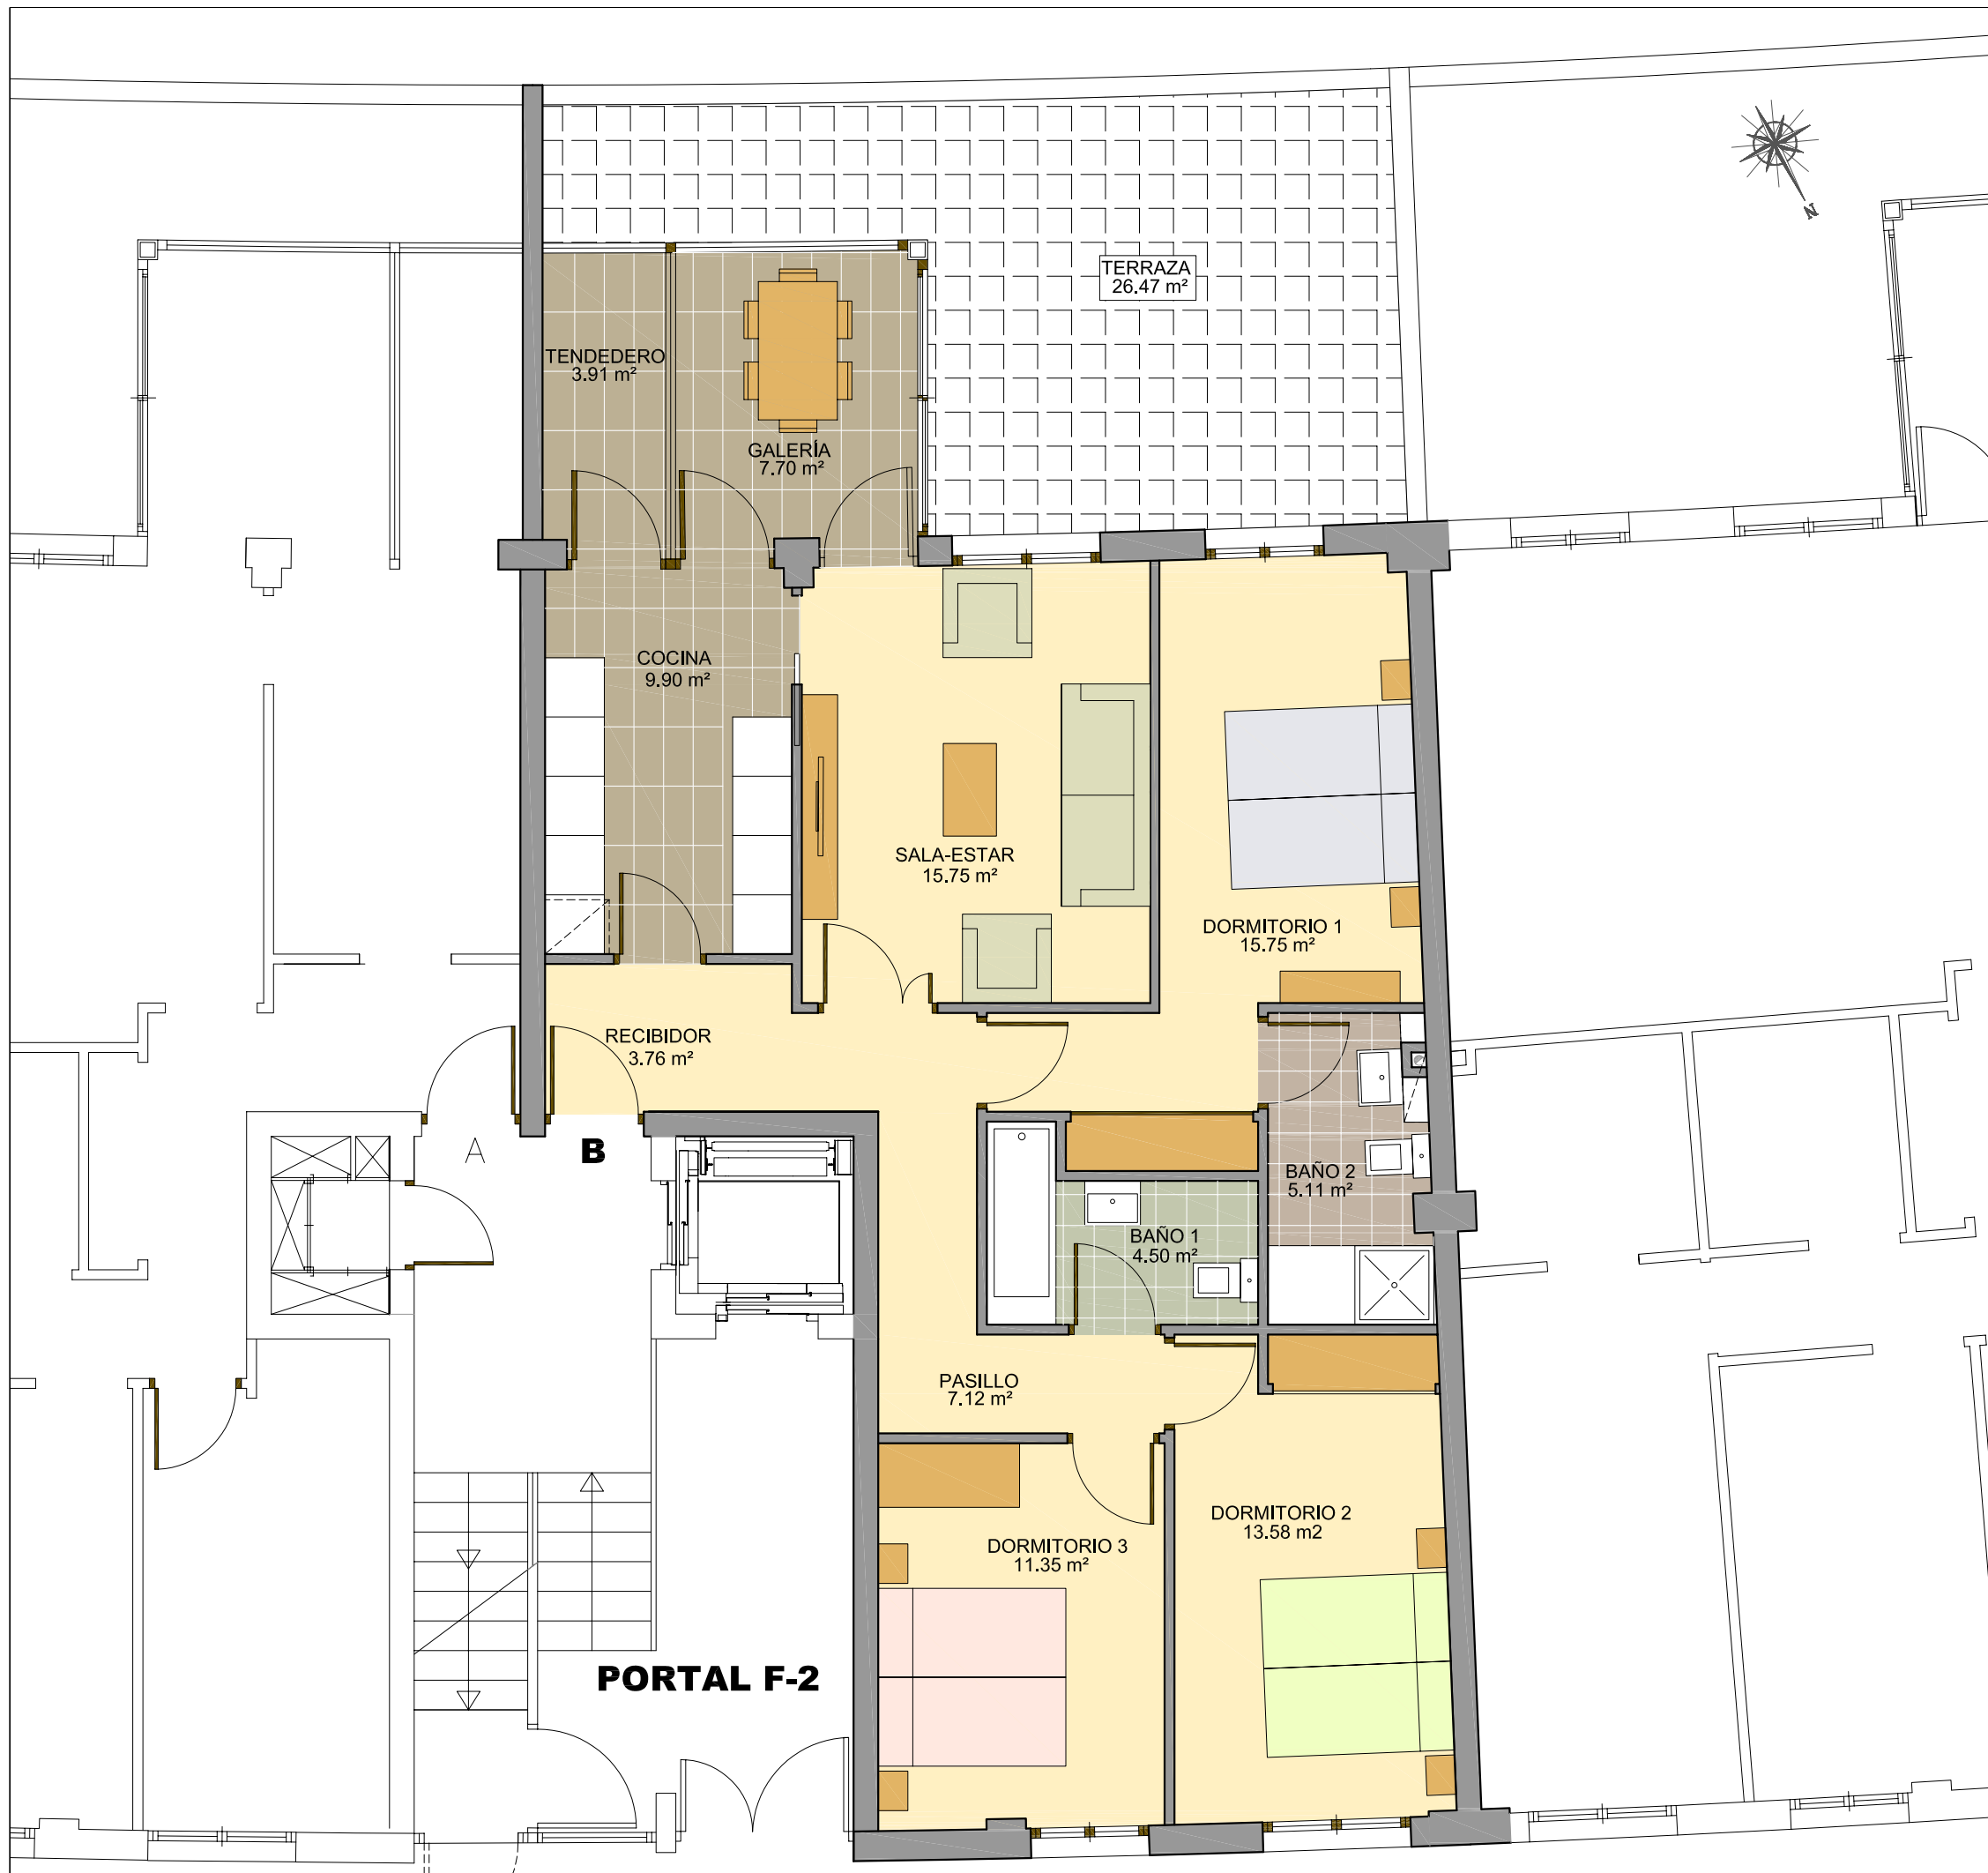 N
TERRAZA
26.47 m²
TENDEDERO
3.91 m²
GALERÍA
7.70 m²
COCINA
9.90 m²
SALA-ESTAR
15.75 m²
DORMITORIO 1
15.75 m²
RECIBIDOR
3.76 m²
A
B
BAÑO 2
5.11 m²
BAÑO 1
4.50 m²
PASILLO
7.12 m²
DORMITORIO 2
13.58 m2
DORMITORIO 3
11.35 m²
PORTAL F-2